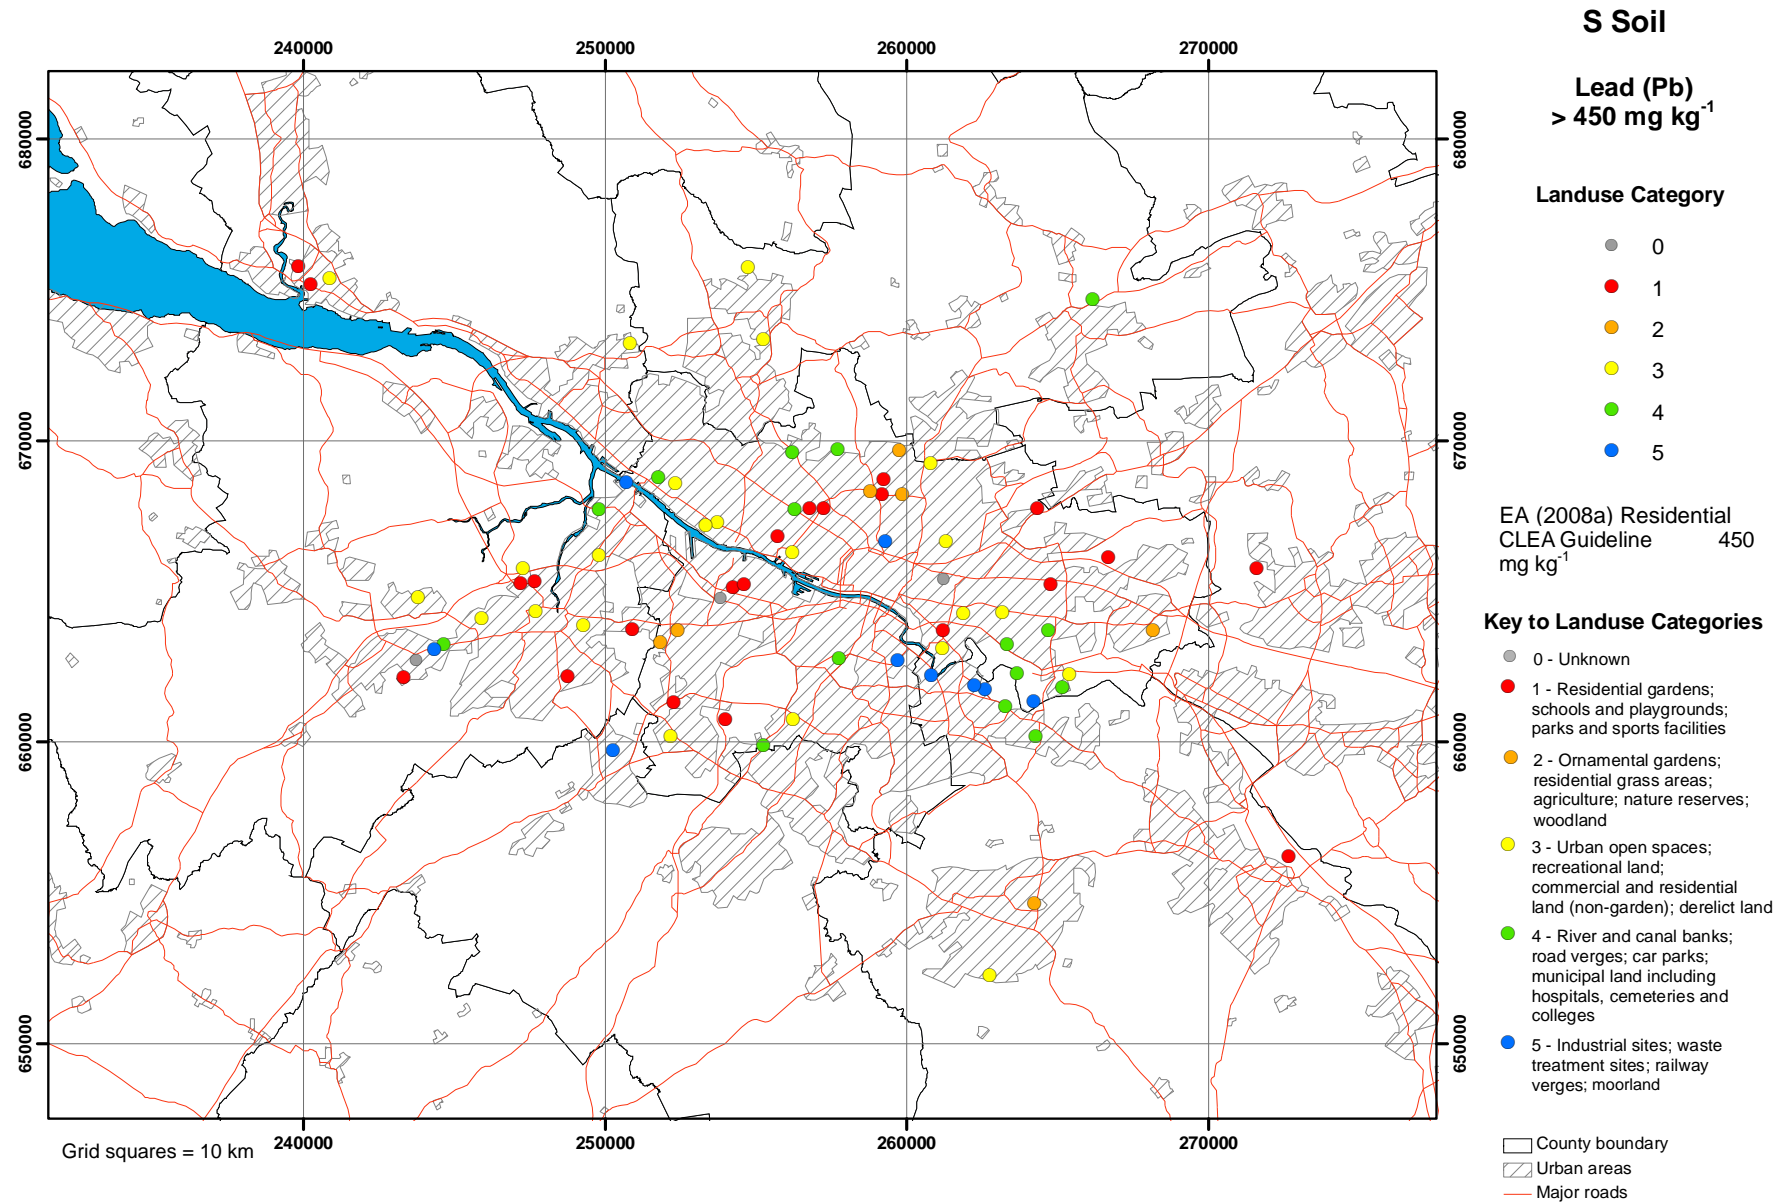 S Soil
Lead (Pb)
> 450 mg kg-1
Landuse Category
0
1
2
3
4
5
EA (2008a) Residential
CLEA Guideline 450
mg kg-1
Key to Landuse Categories
0 - Unknown
1 - Residential gardens;
schools and playgrounds;
parks and sports facilities
2 - Ornamental gardens;
residential grass areas;
agriculture; nature reserves;
woodland
3 - Urban open spaces;
recreational land;
commercial and residential
land (non-garden); derelict land
4 - River and canal banks;
road verges; car parks;
municipal land including
hospitals, cemeteries and
colleges
5 - Industrial sites; waste
treatment sites; railway
verges; moorland
County boundary
Urban areas
Major roads
240000 250000 260000 270000
680000 680000
670000 670000
660000 660000
650000 650000
240000 250000 260000 270000
Grid squares = 10 km